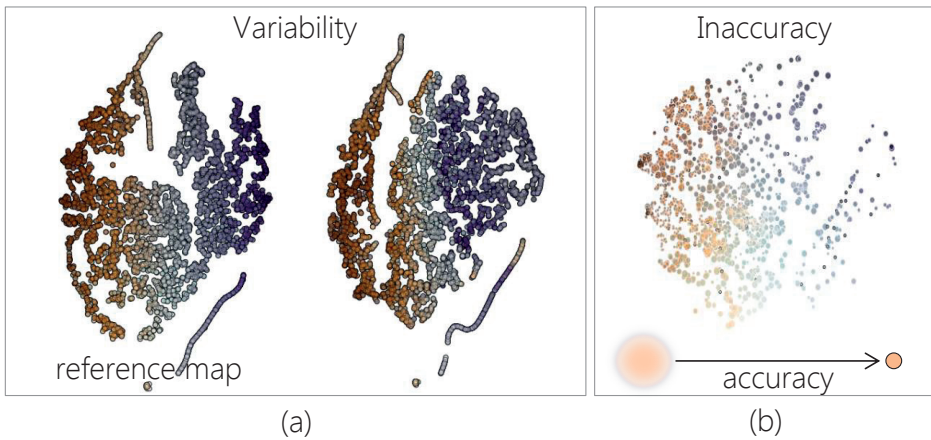 Variability
reference map
(a)
Inaccuracy
accuracy
(b)